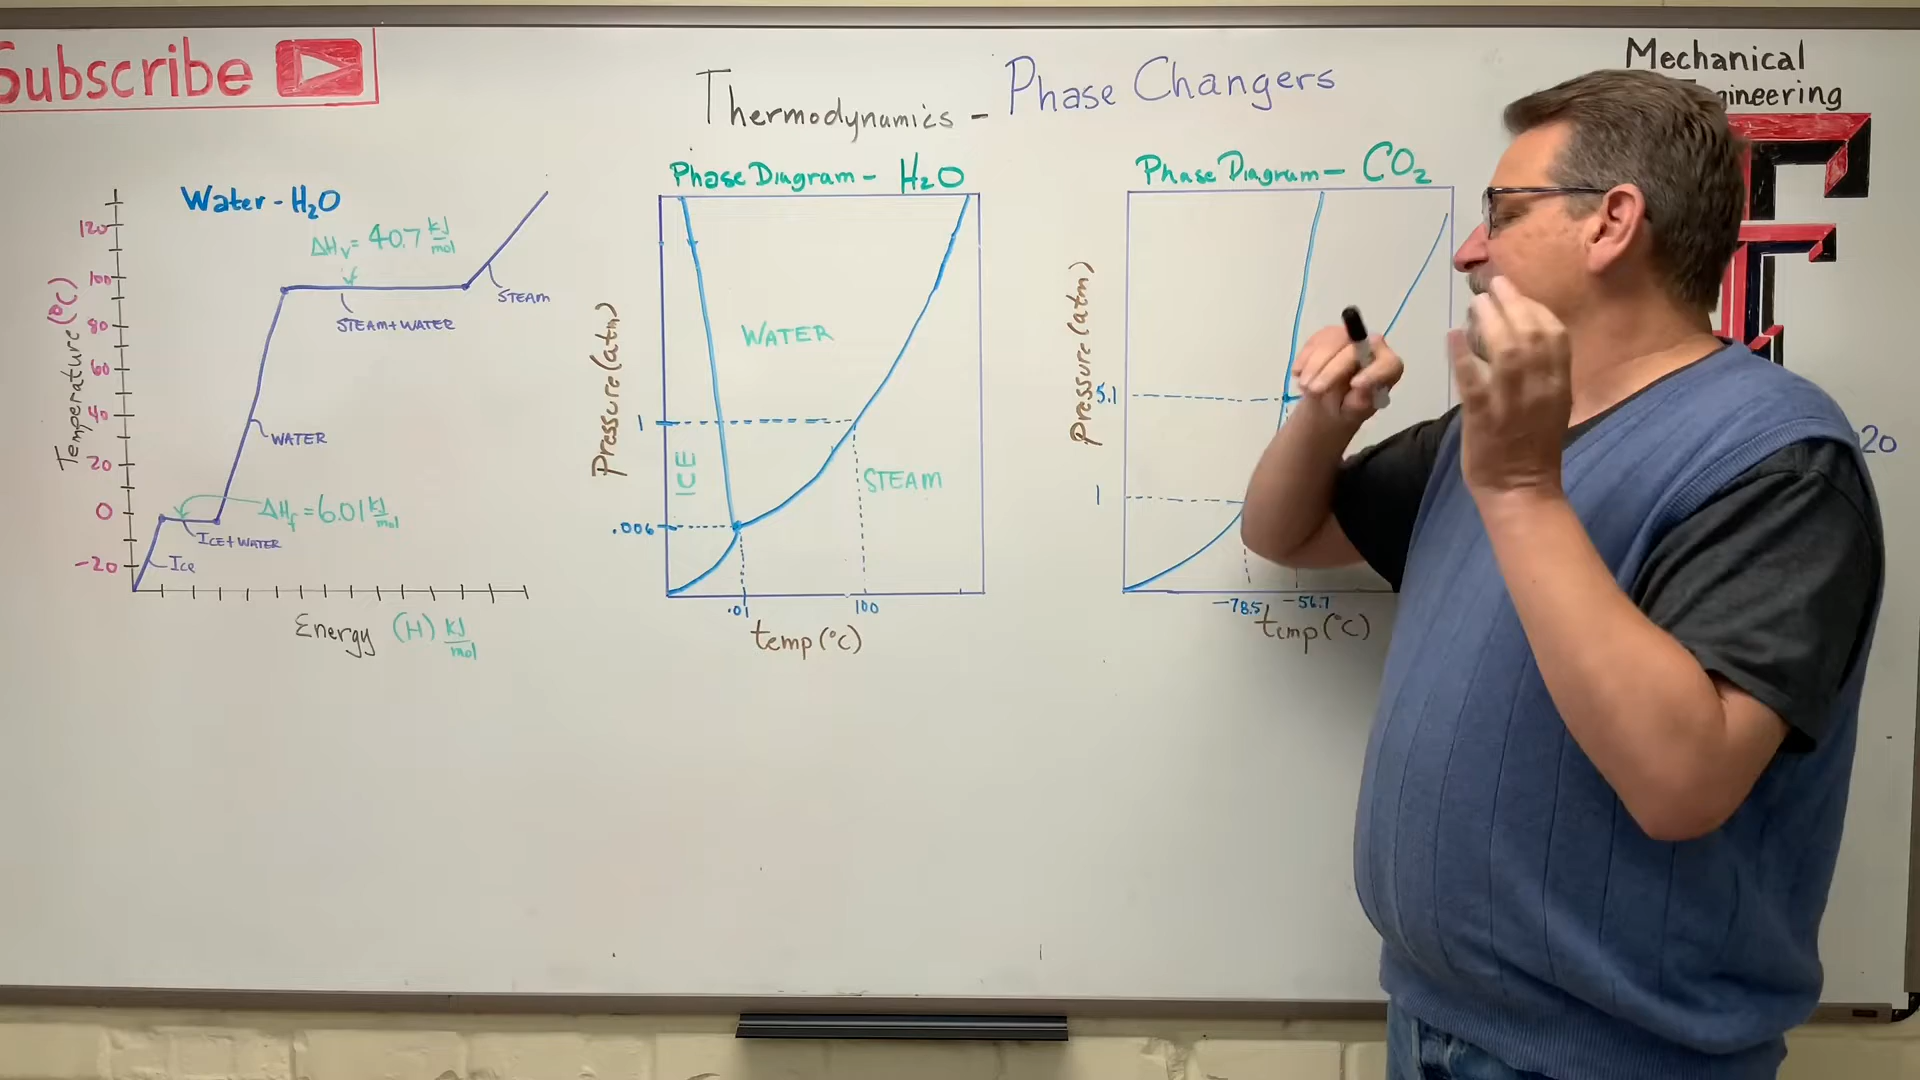 Subscribe
Thermodynamics - Phase Changers
Mechanical
gineering
Water - H₂O
ΔHᵥ = 40.7 kJ/mol
120
100
80
60
40
20
0
-20
Temperature (°C)
STEAM
STEAM+WATER
WATER
ΔH_f = 6.01 kJ/mol
ICE+WATER
ICE
Energy (H) kJ/mol
Phase Diagram - H₂O
Pressure (atm)
WATER
1
ICE
STEAM
.006
.01
100
temp (°C)
Phase Diagram - CO₂
Pressure (atm)
5.1
1
-78.5
-56.7
temp (°C)
20